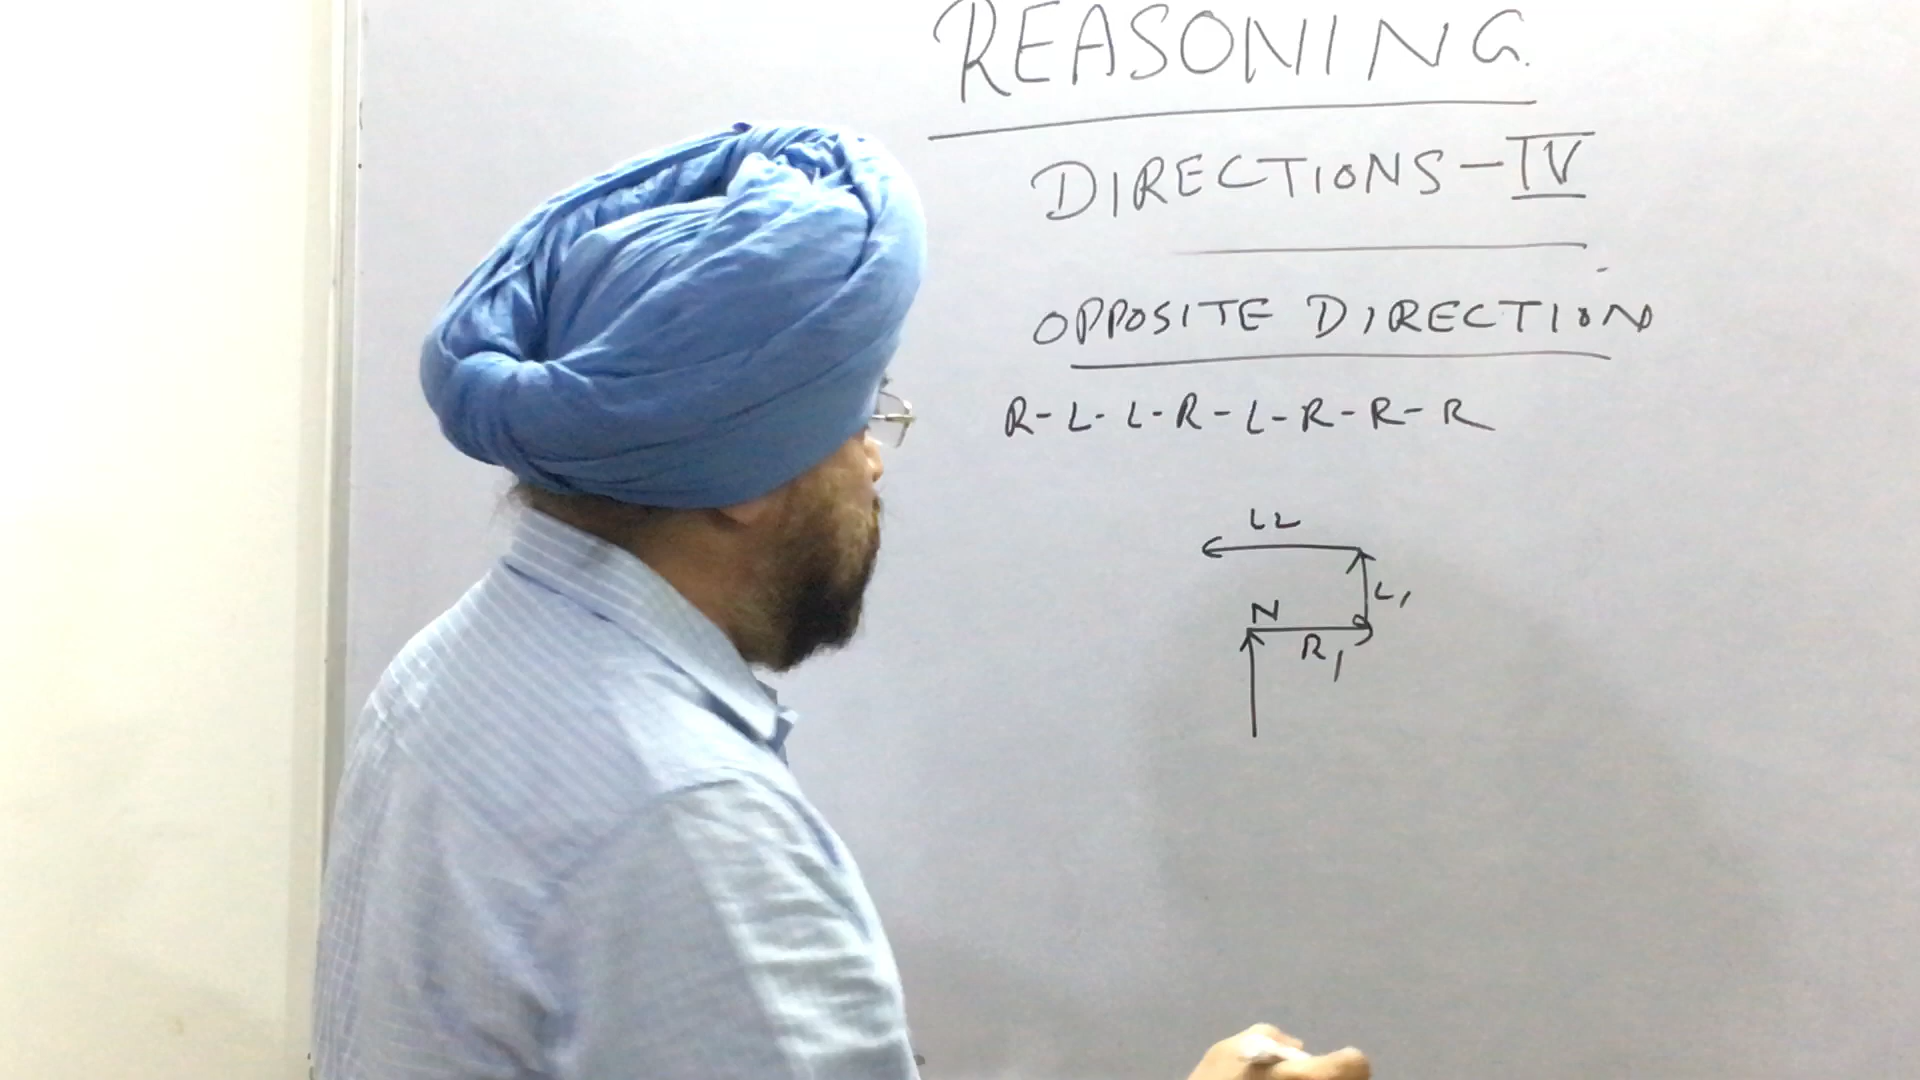 REASONING
DIRECTIONS-IV
OPPOSITE DIRECTION
R-L-L-R-L-R-R-R
L2
L1
N
R1